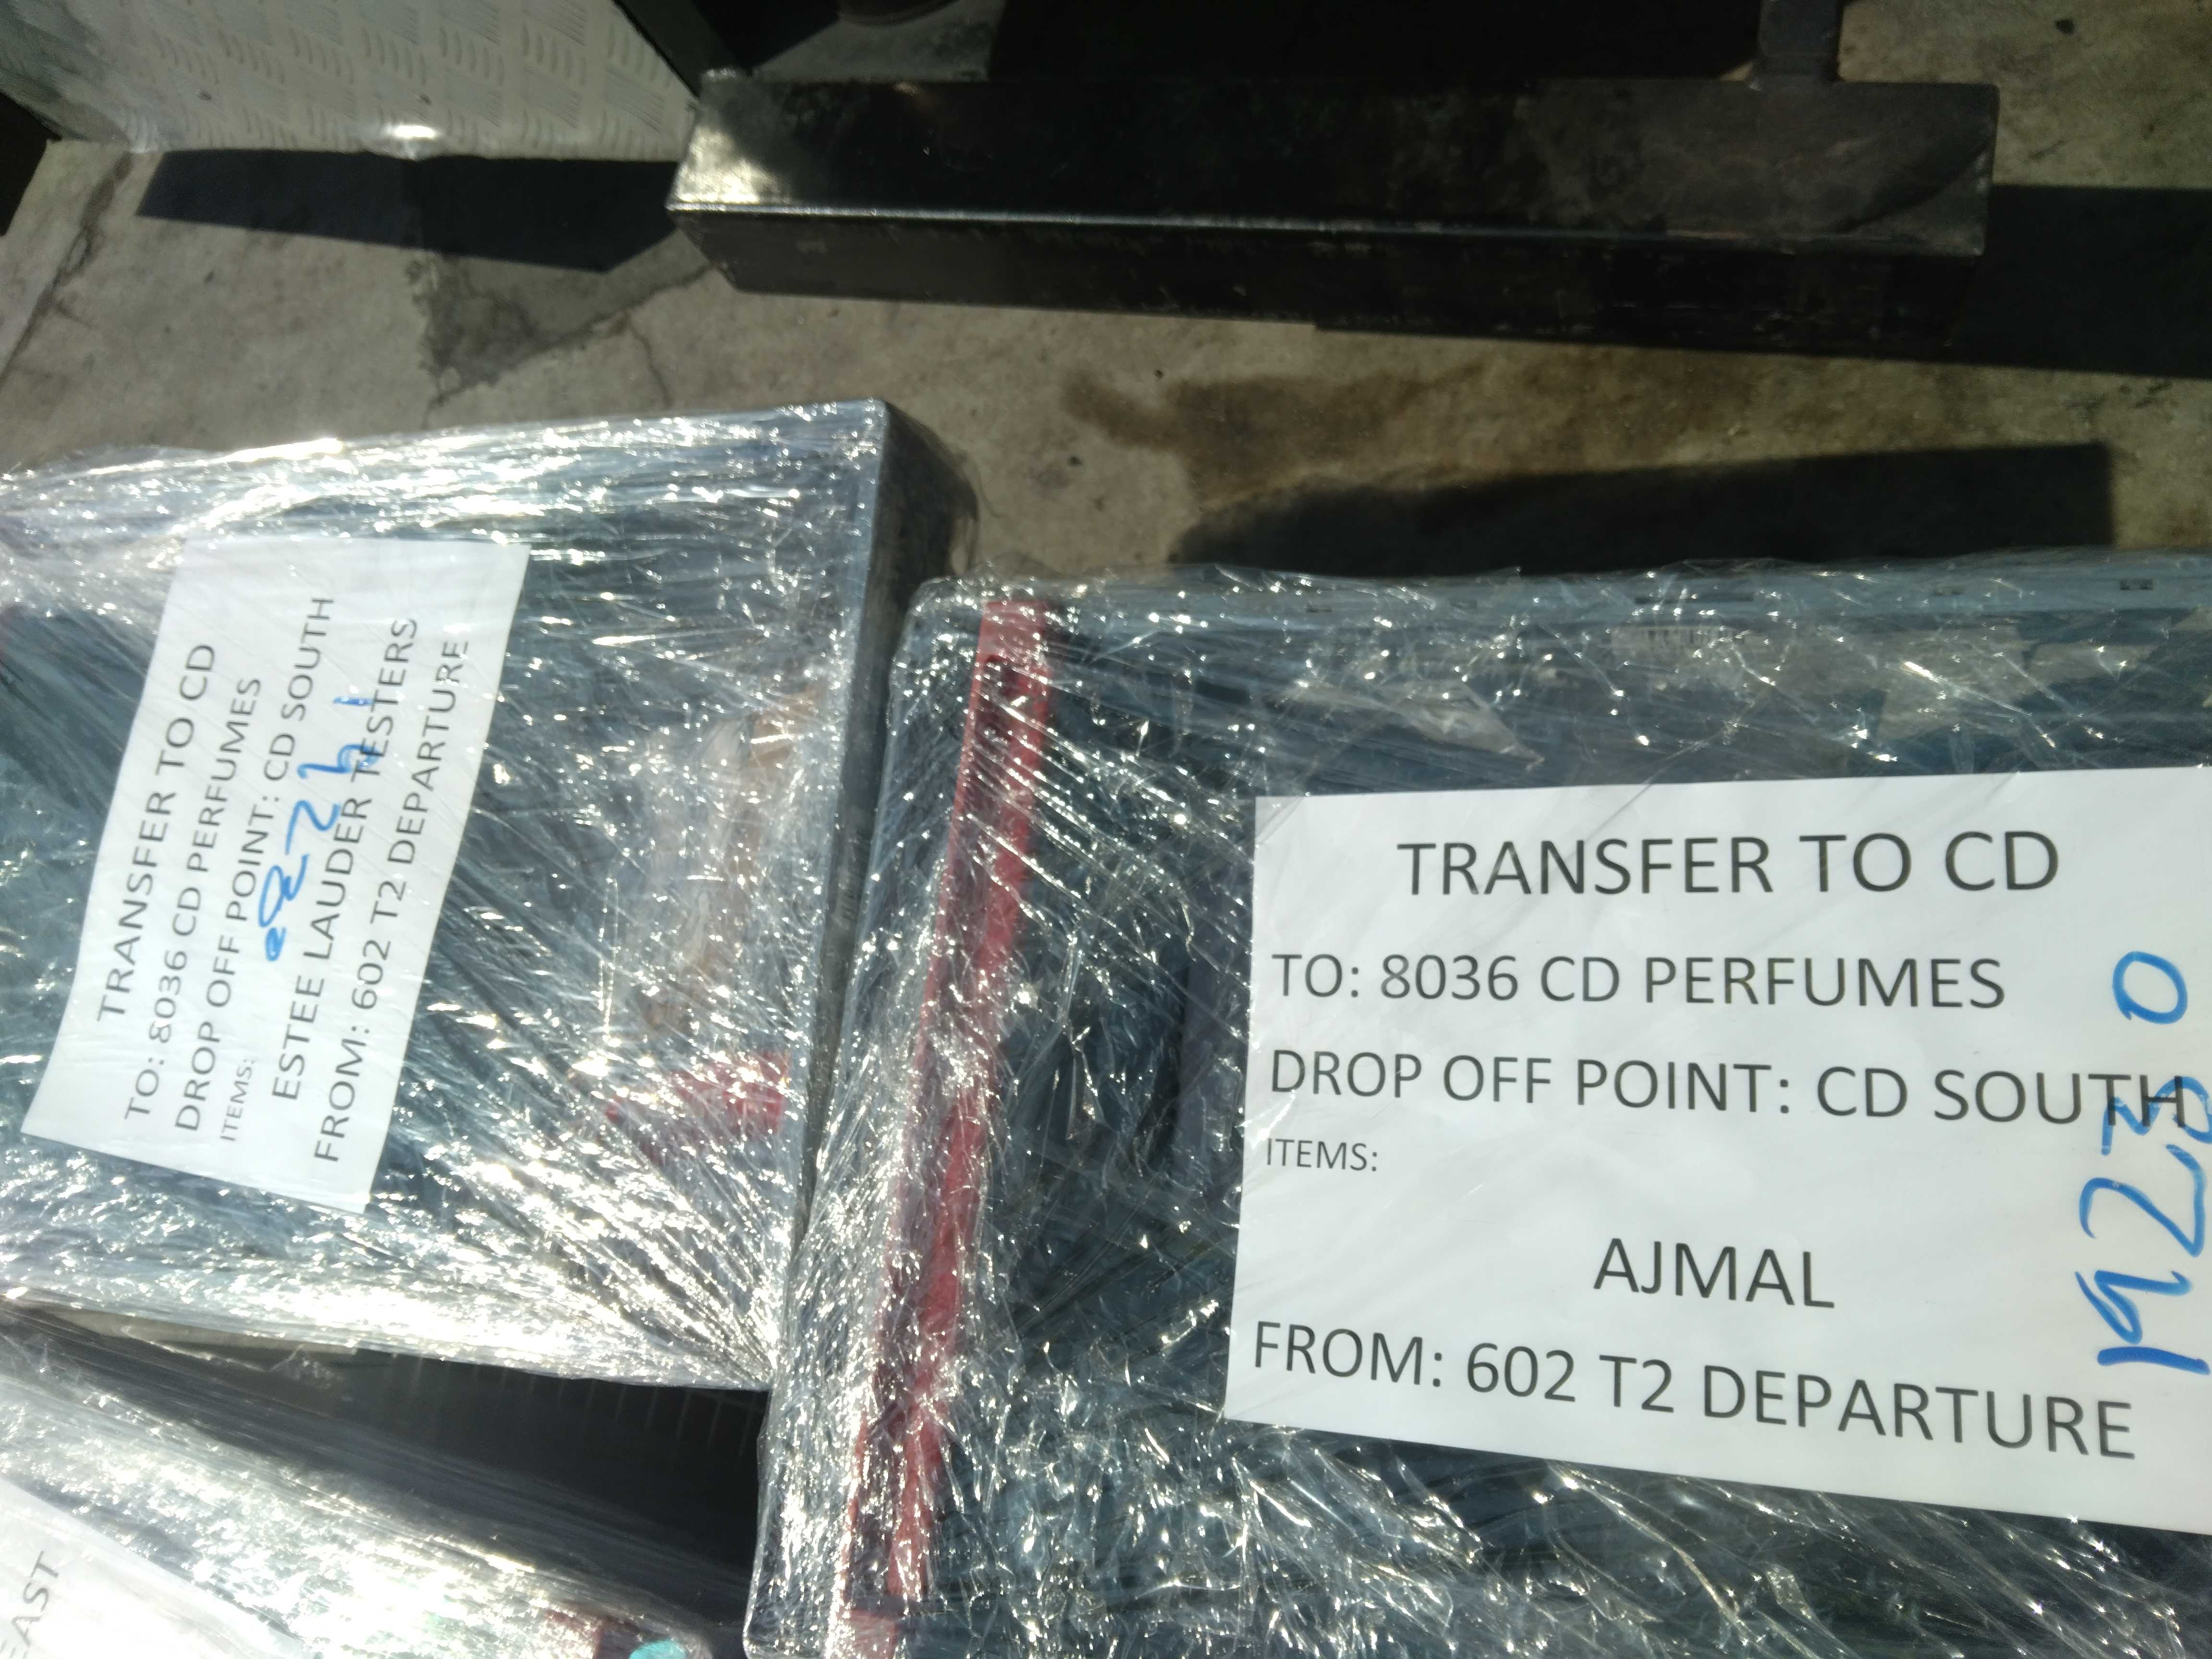 TRANSFER TO CD
TO: 8036 CD PERFUMES
DROP OFF POINT: CD SOUTH
ITEMS:
ESTEE LAUDER TESTERS
FROM: 602 T2 DEPARTURE
TRANSFER TO CD
TO: 8036 CD PERFUMES
DROP OFF POINT: CD SOUTH
ITEMS:
AJMAL
FROM: 602 T2 DEPARTURE
19230
EAST